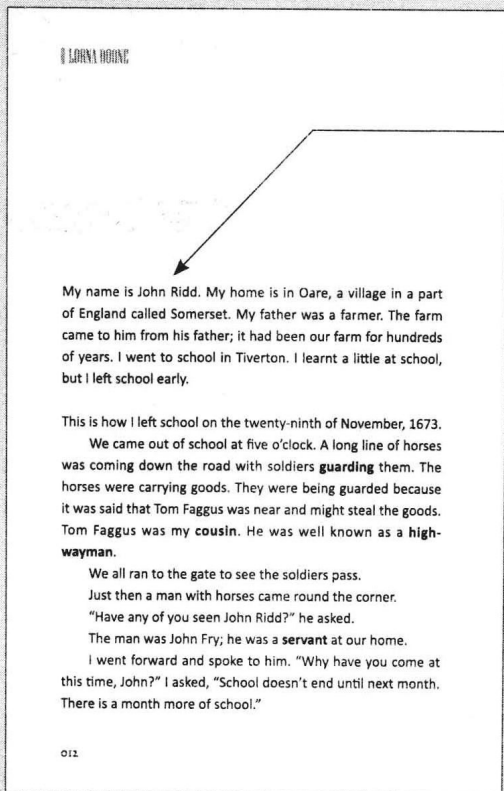 LORNA DOONE
My name is John Ridd. My home is in Oare, a village in a part
of England called Somerset. My father was a farmer. The farm
came to him from his father; it had been our farm for hundreds
of years. I went to school in Tiverton. I learnt a little at school,
but I left school early.
This is how I left school on the twenty-ninth of November, 1673.
We came out of school at five o'clock. A long line of horses
was coming down the road with soldiers guarding them. The
horses were carrying goods. They were being guarded because
it was said that Tom Faggus was near and might steal the goods.
Tom Faggus was my cousin. He was well known as a high-
wayman.
We all ran to the gate to see the soldiers pass.
Just then a man with horses came round the corner.
"Have any of you seen John Ridd?" he asked.
The man was John Fry; he was a servant at our home.
I went forward and spoke to him. "Why have you come at
this time, John?" I asked, "School doesn't end until next month.
There is a month more of school."
012